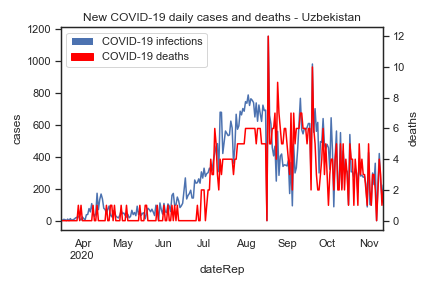 New COVID-19 daily cases and deaths - Uzbekistan
COVID-19 infections
COVID-19 deaths
1200
1000
800
600
400
200
0
cases
12
10
8
6
4
2
0
deaths
Apr
2020
May
Jun
Jul
Aug
Sep
Oct
Nov
dateRep